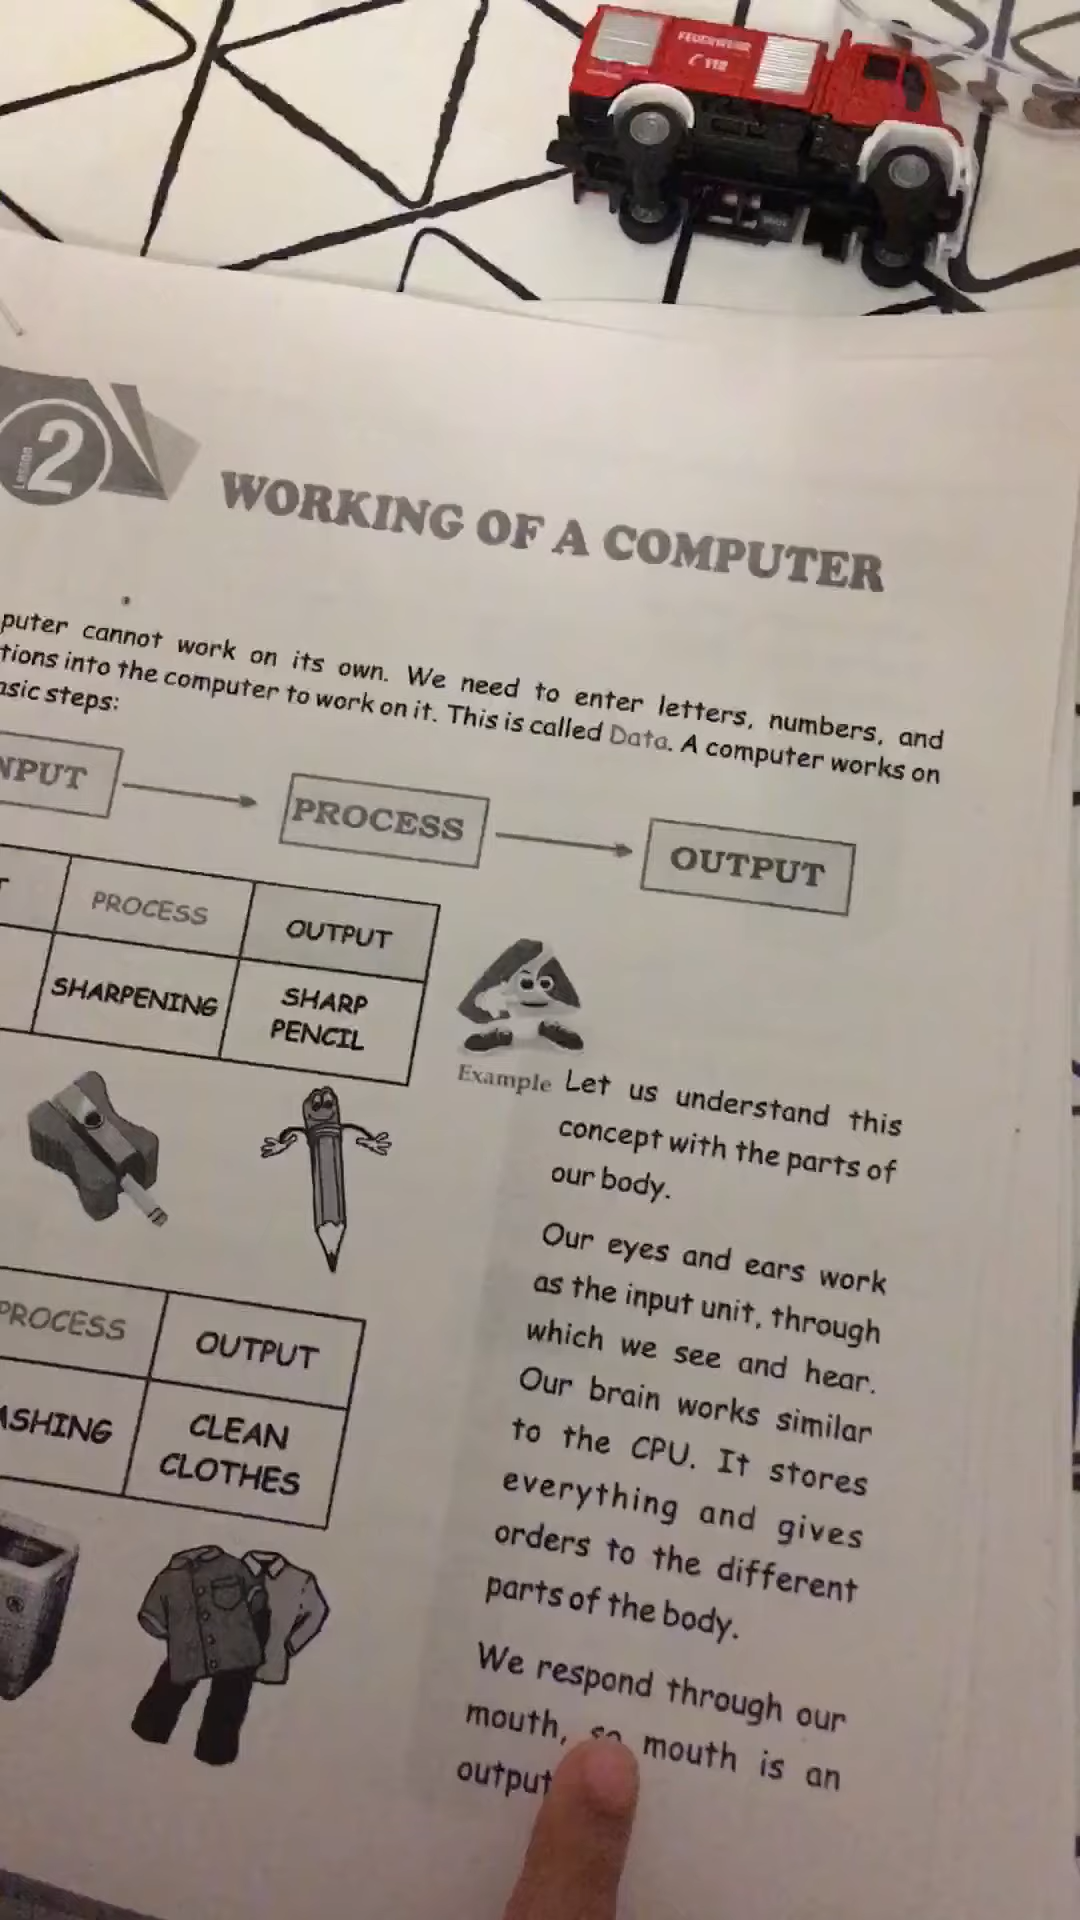 FEUERWEHR
112
Lesson
2
WORKING OF A COMPUTER
puter cannot work on its own. We need to enter letters, numbers, and
tions into the computer to work on it. This is called Data. A computer works on
asic steps:
NPUT
PROCESS
OUTPUT
T
PROCESS
OUTPUT
SHARPENING
SHARP
PENCIL
Example
Let us understand this
concept with the parts of
our body.
Our eyes and ears work
as the input unit, through
which we see and hear.
Our brain works similar
to the CPU. It stores
everything and gives
orders to the different
parts of the body.
We respond through our
mouth, so mouth is an
output
PROCESS
OUTPUT
ASHING
CLEAN
CLOTHES